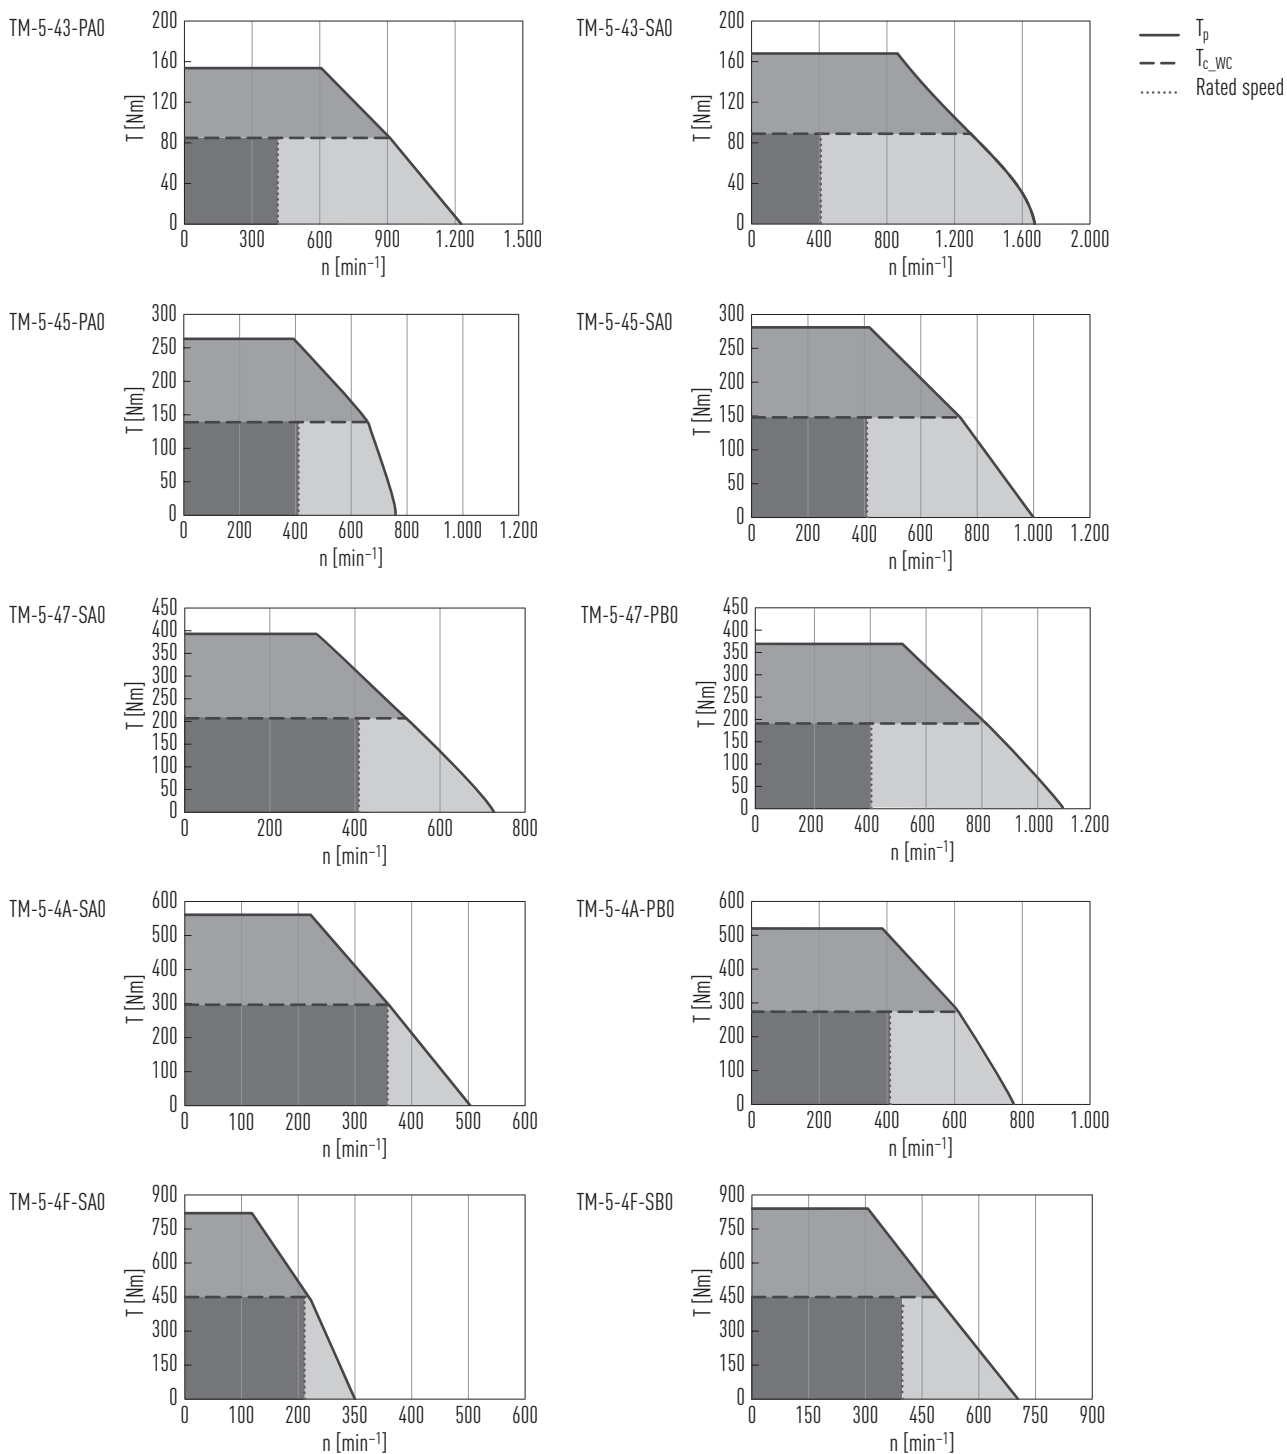 TM-5-43-PA0
T [Nm]
200
160
120
80
40
0
0 300 600 900 1.200 1.500
n [min⁻¹]
TM-5-43-SA0
T [Nm]
200
160
120
80
40
0
0 400 800 1.200 1.600 2.000
n [min⁻¹]
Tp
Tc_WC
Rated speed
TM-5-45-PA0
T [Nm]
300
250
200
150
100
50
0
0 200 400 600 800 1.000 1.200
n [min⁻¹]
TM-5-45-SA0
T [Nm]
300
250
200
150
100
50
0
0 200 400 600 800 1.000 1.200
n [min⁻¹]
TM-5-47-SA0
T [Nm]
450
400
350
300
250
200
150
100
50
0
0 200 400 600 800
n [min⁻¹]
TM-5-47-PB0
T [Nm]
450
400
350
300
250
200
150
100
50
0
0 200 400 600 800 1.000 1.200
n [min⁻¹]
TM-5-4A-SA0
T [Nm]
600
500
400
300
200
100
0
0 100 200 300 400 500 600
n [min⁻¹]
TM-5-4A-PB0
T [Nm]
600
500
400
300
200
100
0
0 200 400 600 800 1.000
n [min⁻¹]
TM-5-4F-SA0
T [Nm]
900
750
600
450
300
150
0
0 100 200 350 400 500 600
n [min⁻¹]
TM-5-4F-SB0
T [Nm]
900
750
600
450
300
150
0
0 150 300 450 600 750 900
n [min⁻¹]